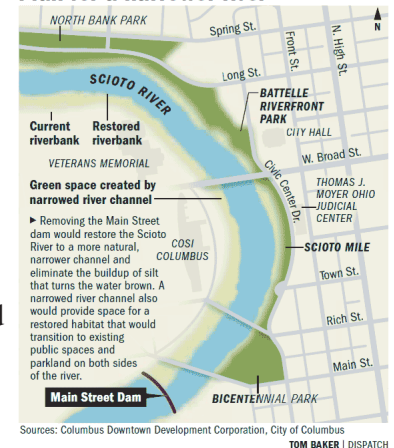 NORTH BANK PARK
Spring St.
Front St.
N. High St.
N
Long St.
SCIOTO RIVER
BATTELLE
RIVERFRONT
PARK
CITY HALL
Current
riverbank
Restored
riverbank
VETERANS MEMORIAL
W. Broad St.
Civic Center Dr.
Green space created by
narrowed river channel
THOMAS J.
MOYER OHIO
JUDICIAL
CENTER
▶ Removing the Main Street
dam would restore the Scioto
River to a more natural,
narrower channel and
eliminate the buildup of silt
that turns the water brown. A
narrowed river channel also
would provide space for a
restored habitat that would
transition to existing
public spaces and
parkland on both sides
of the river.
COSI
COLUMBUS
SCIOTO MILE
Town St.
Rich St.
Main St.
Main Street Dam
BICENTENNIAL PARK
Sources: Columbus Downtown Development Corporation, City of Columbus
TOM BAKER | DISPATCH